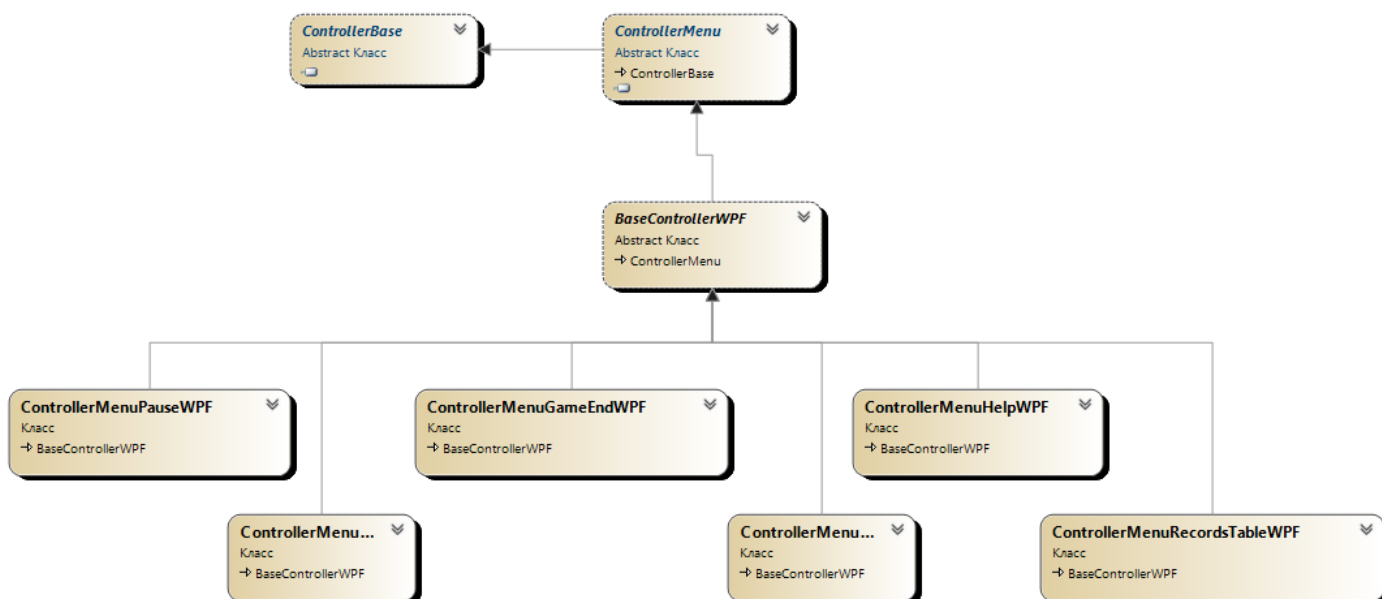 ControllerBase
Abstract Класс
ControllerMenu
Abstract Класс
ControllerBase
BaseControllerWPF
Abstract Класс
ControllerMenu
ControllerMenuPauseWPF
Класс
BaseControllerWPF
ControllerMenuGameEndWPF
Класс
BaseControllerWPF
ControllerMenuHelpWPF
Класс
BaseControllerWPF
ControllerMenu...
Класс
BaseControllerWPF
ControllerMenu...
Класс
BaseControllerWPF
ControllerMenuRecordsTableWPF
Класс
BaseControllerWPF